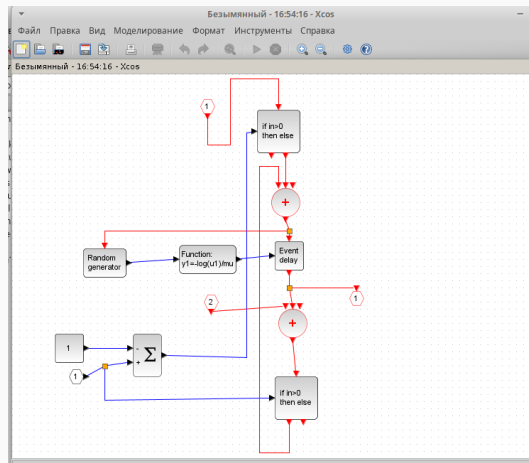 Безымянный - 16:54:16 - Xcos
Файл Правка Вид Моделирование Формат Инструменты Справка
Безымянный - 16:54:16 - Xcos
1
if in>0
then else
+
Random
generator
Function:
y1=-log(u1)/mu
Event
delay
2
1
+
1
-
+
Σ
1
if in>0
then else